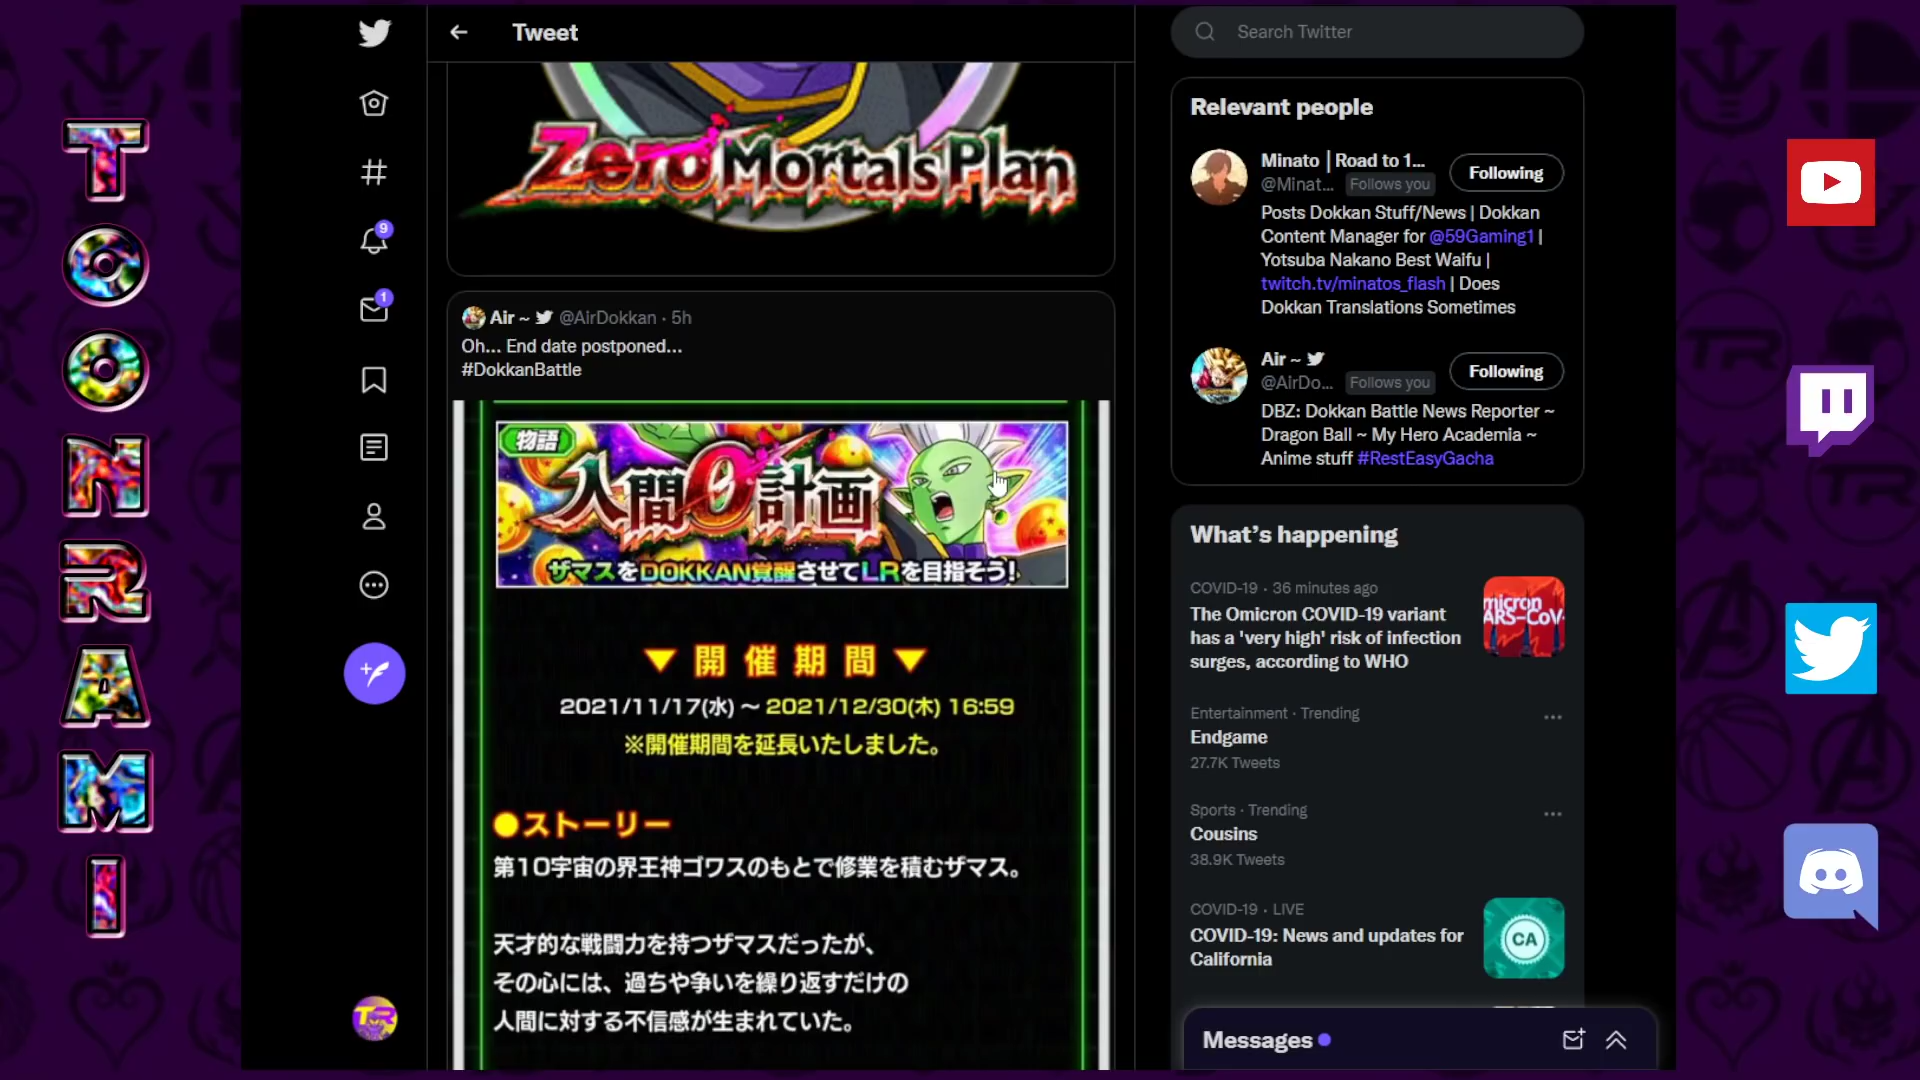 TOONRAMI
Tweet
Zero Mortals Plan
Air ~ @AirDokkan · 5h
Oh... End date postponed...
#DokkanBattle
物語
人間0計画
ザマスをDOKKAN覚醒させてLRを目指そう!
▼開催期間▼
2021/11/17(水)～2021/12/30(木) 16:59
※開催期間を延長いたしました。
●ストーリー
第10宇宙の界王神ゴワスのもとで修業を積むザマス。
天才的な戦闘力を持つザマスだったが、
その心には、過ちや争いを繰り返すだけの
人間に対する不信感が生まれていた。
9
1
TR
Search Twitter
Relevant people
Minato | Road to 1...
@Minat... Follows you
Following
Posts Dokkan Stuff/News | Dokkan
Content Manager for @59Gaming1 |
Yotsuba Nakano Best Waifu |
twitch.tv/minatos_flash | Does
Dokkan Translations Sometimes
Air ~
@AirDo... Follows you
Following
DBZ: Dokkan Battle News Reporter ~
Dragon Ball ~ My Hero Academia ~
Anime stuff #RestEasyGacha
What's happening
COVID-19 · 36 minutes ago
The Omicron COVID-19 variant
has a 'very high' risk of infection
surges, according to WHO
micron
ARS-CoV-
Entertainment · Trending
Endgame
27.7K Tweets
Sports · Trending
Cousins
38.9K Tweets
COVID-19 · LIVE
COVID-19: News and updates for
California
CA
Messages